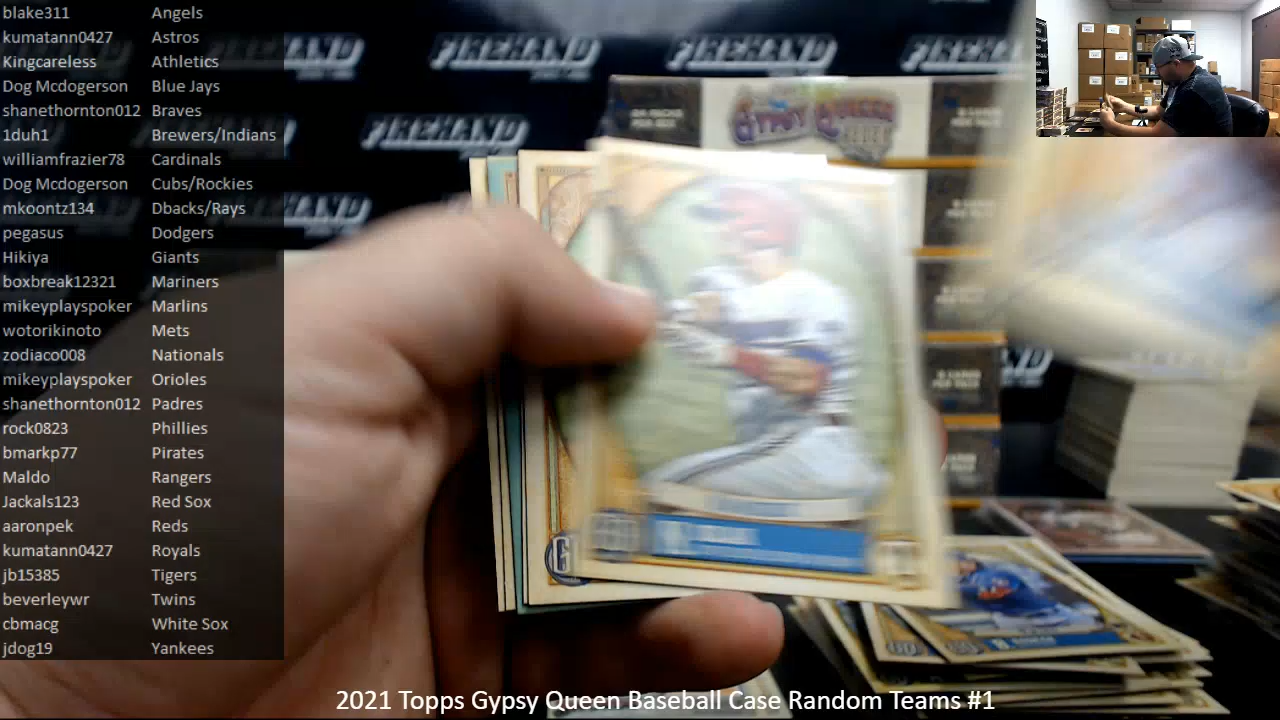 blake311 Angels
kumatann0427 Astros
Kingcareless Athletics
Dog Mcdogerson Blue Jays
shanethornton012 Braves
1duh1 Brewers/Indians
williamfrazier78 Cardinals
Dog Mcdogerson Cubs/Rockies
mkoontz134 Dbacks/Rays
pegasus Dodgers
Hikiya Giants
boxbreak12321 Mariners
mikeyplayspoker Marlins
wotorikinoto Mets
zodiaco008 Nationals
mikeyplayspoker Orioles
shanethornton012 Padres
rock0823 Phillies
bmarkp77 Pirates
Maldo Rangers
Jackals123 Red Sox
aaronpek Reds
kumatann0427 Royals
jb15385 Tigers
beverleywr Twins
cbmacg White Sox
jdog19 Yankees
FIREHAND FIREHAND FIREHAND
FIREHAND
GYPSY QUEEN
2021 Topps Gypsy Queen Baseball Case Random Teams #1